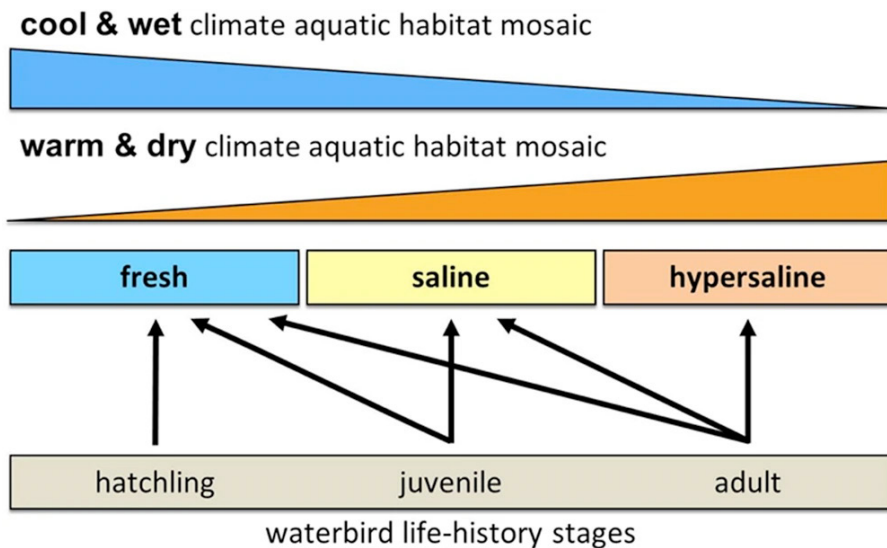 cool & wet climate aquatic habitat mosaic
warm & dry climate aquatic habitat mosaic
fresh saline hypersaline
hatchling juvenile adult
waterbird life-history stages